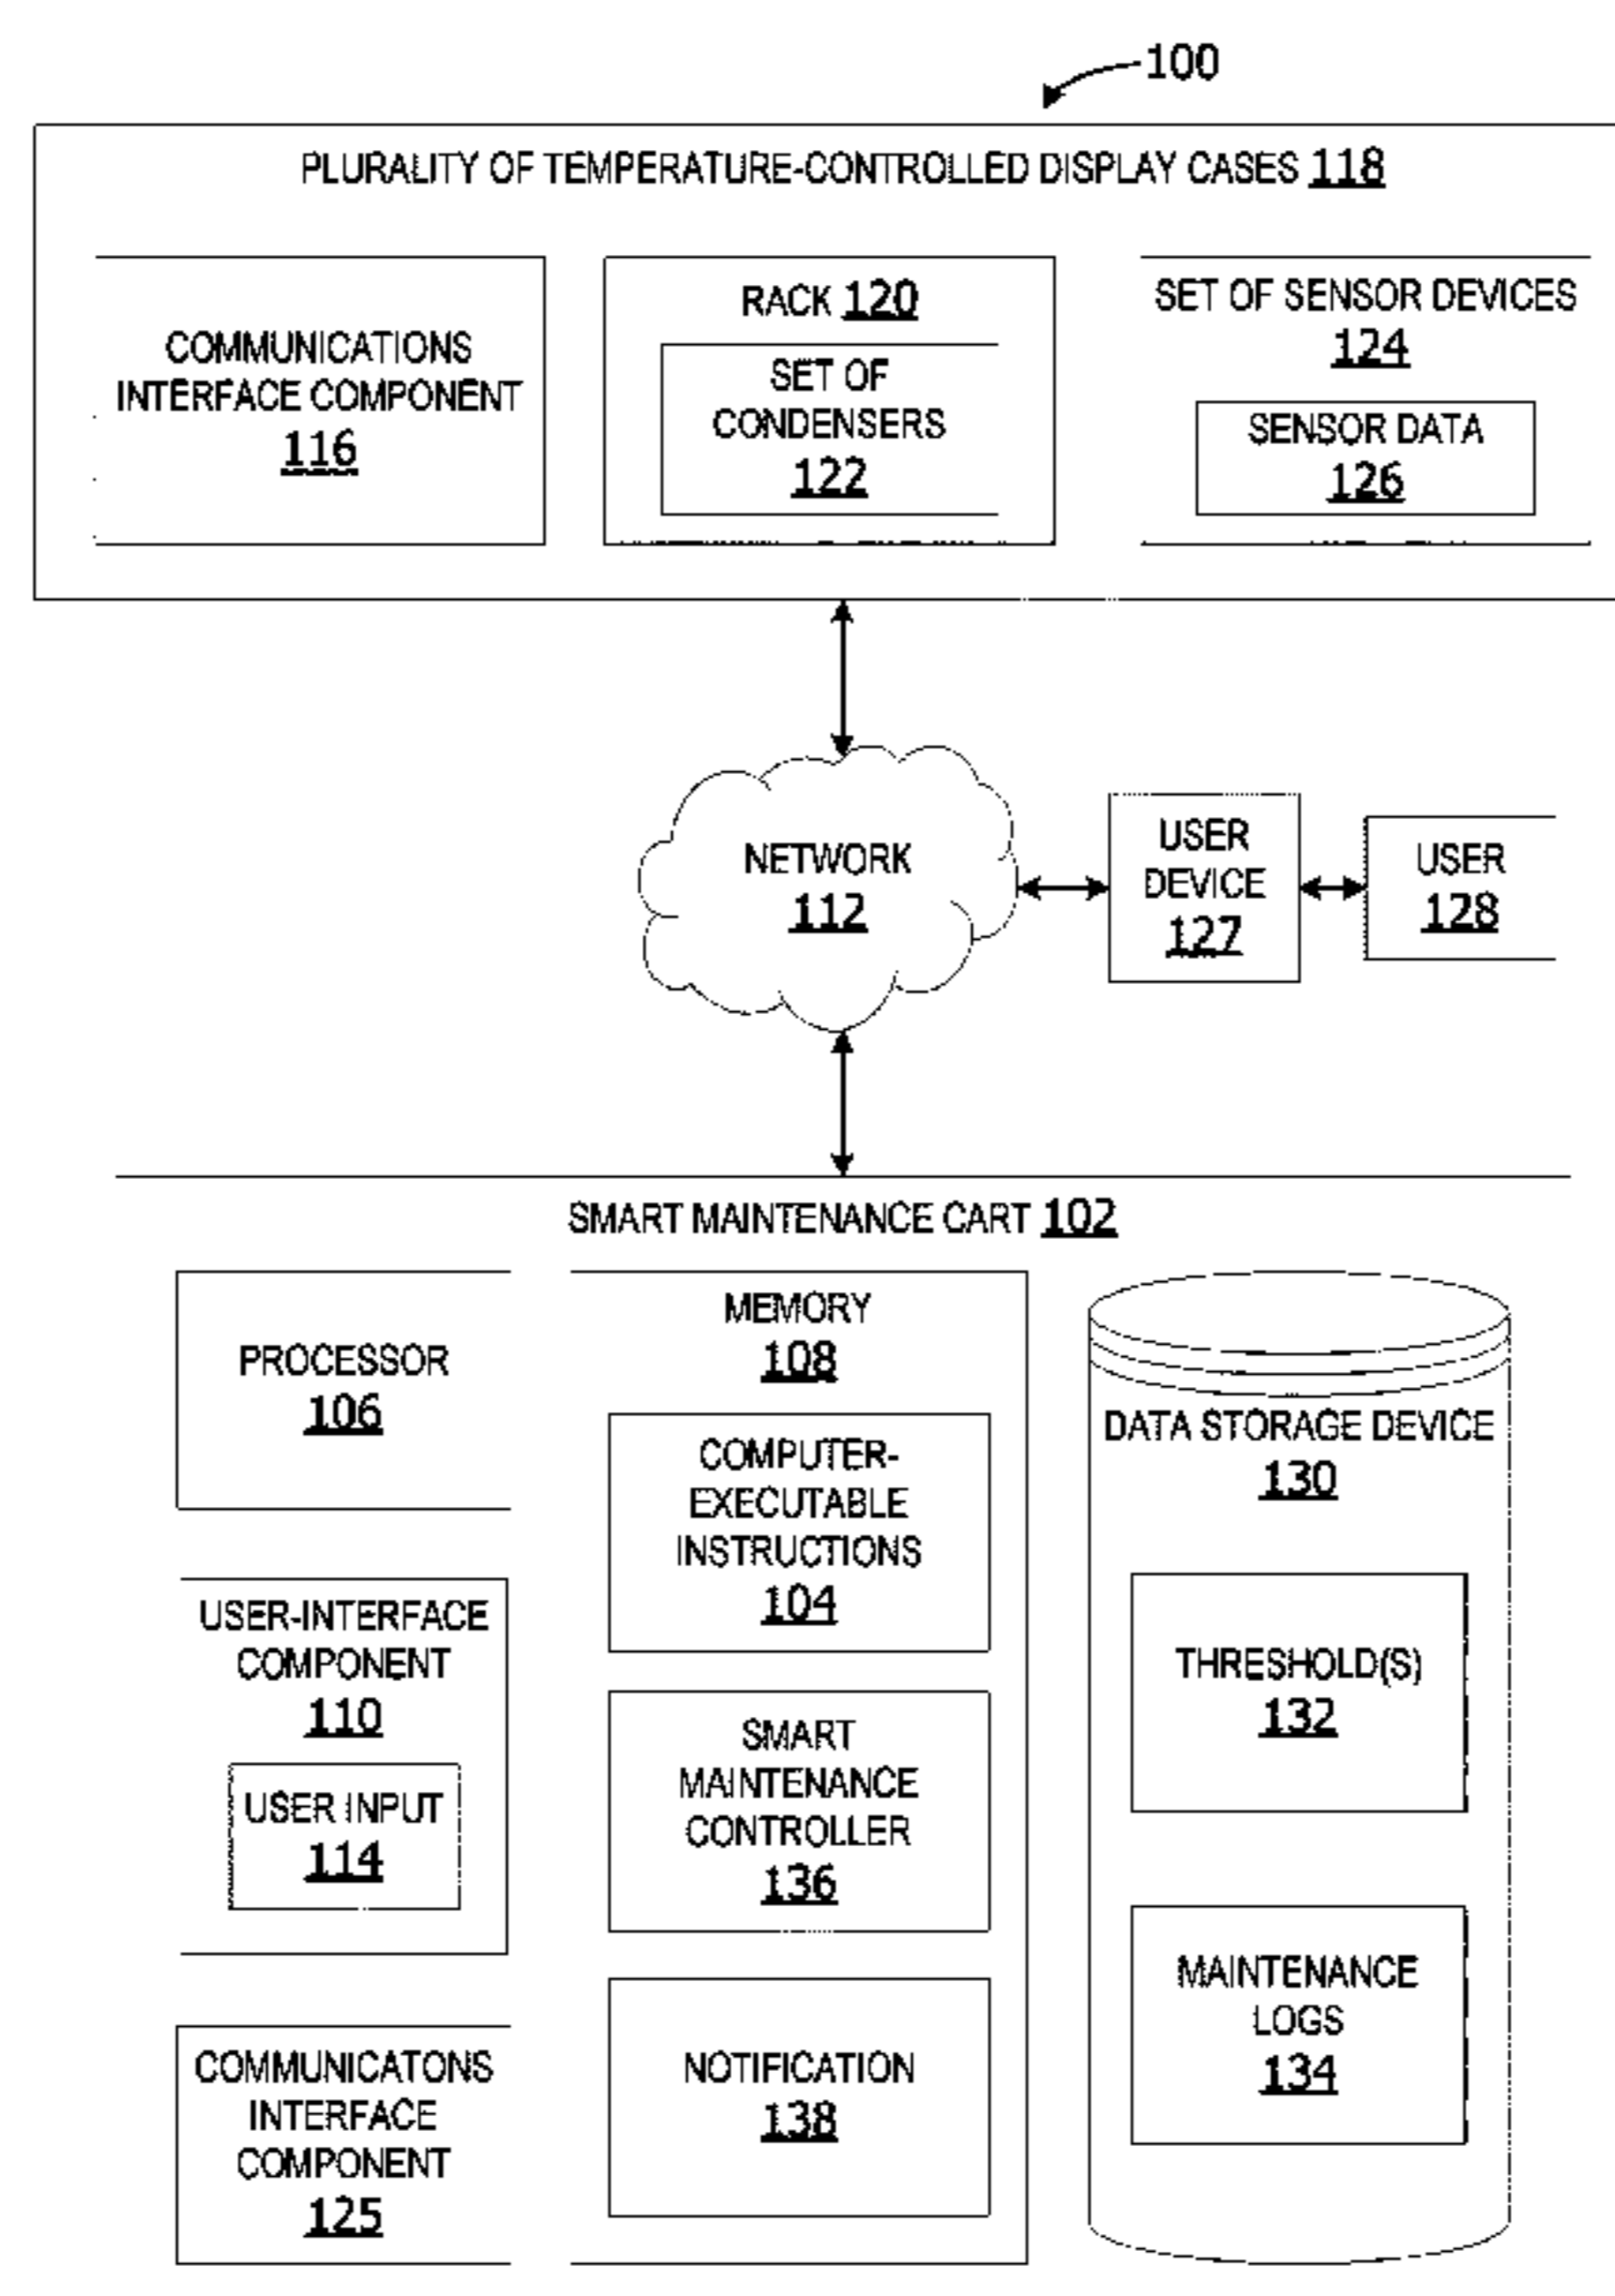 100
PLURALITY OF TEMPERATURE-CONTROLLED DISPLAY CASES 118
COMMUNICATIONS
INTERFACE COMPONENT
116
RACK 120
SET OF
CONDENSERS
122
SET OF SENSOR DEVICES
124
SENSOR DATA
126
NETWORK
112
USER
DEVICE
127
USER
128
SMART MAINTENANCE CART 102
PROCESSOR
106
USER-INTERFACE
COMPONENT
110
USER INPUT
114
COMMUNICATONS
INTERFACE
COMPONENT
125
MEMORY
108
COMPUTER-
EXECUTABLE
INSTRUCTIONS
104
SMART
MAINTENANCE
CONTROLLER
136
NOTIFICATION
138
DATA STORAGE DEVICE
130
THRESHOLD(S)
132
MAINTENANCE
LOGS
134